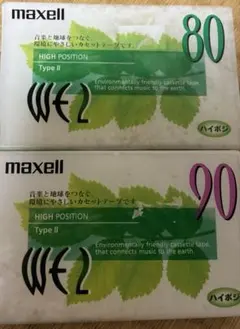 maxell
80
音楽と地球をつなぐ、
環境にやさしいカセットテープです。
HIGH POSITION
Type II
Environmentally friendly cassette tape
that connects music to the earth.
WE2
ハイポジ
maxell
90
音楽と地球をつなぐ、
環境にやさしいカセットテープです。
HIGH POSITION
Type II
Environmentally friendly cassette tape,
that connects music to the earth.
WE2
ハイポジ